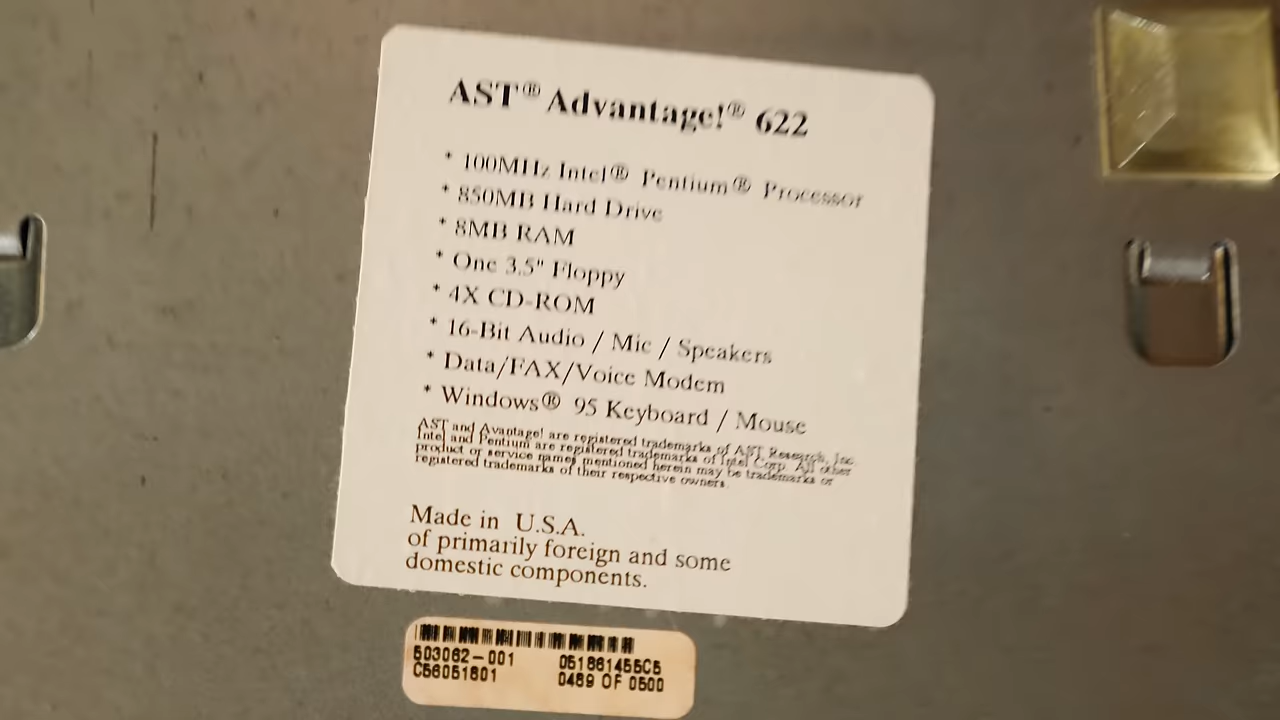 AST® Advantage!® 622
* 100MHz Intel® Pentium® Processor
* 850MB Hard Drive
* 8MB RAM
* One 3.5" Floppy
* 4X CD-ROM
* 16-Bit Audio / Mic / Speakers
* Data/FAX/Voice Modem
* Windows® 95 Keyboard / Mouse
AST and Avantage! are registered trademarks of AST Research, Inc.
Intel and Pentium are registered trademarks of Intel Corp. All other
product or service names mentioned herein may be trademarks or
registered trademarks of their respective owners.
Made in U.S.A.
of primarily foreign and some
domestic components.
503062-001 051861455C5
C56051801 0489 OF 0500